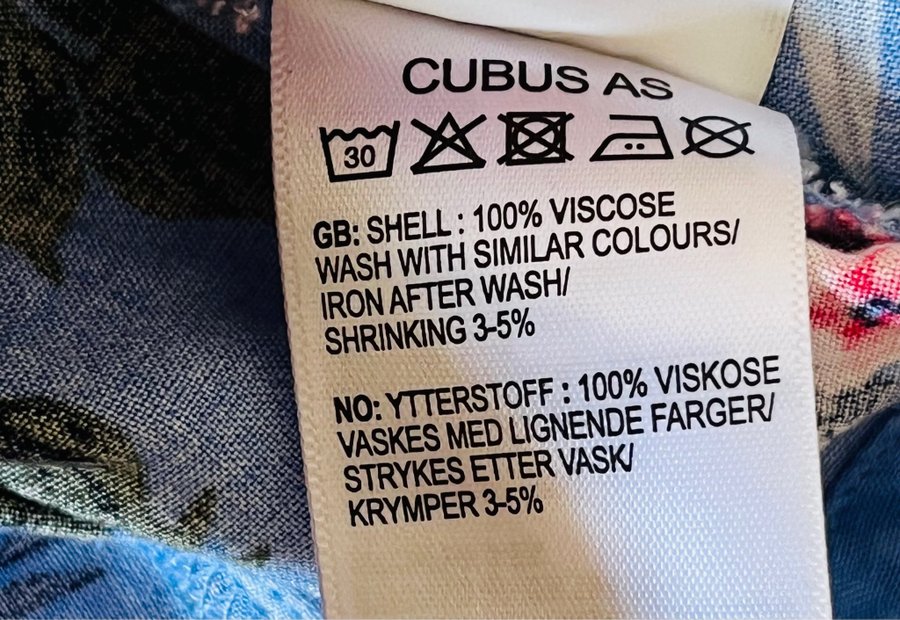 CUBUS AS
30
GB: SHELL : 100% VISCOSE
WASH WITH SIMILAR COLOURS/
IRON AFTER WASH/
SHRINKING 3-5%
NO: YTTERSTOFF : 100% VISKOSE
VASKES MED LIGNENDE FARGER/
STRYKES ETTER VASK/
KRYMPER 3-5%